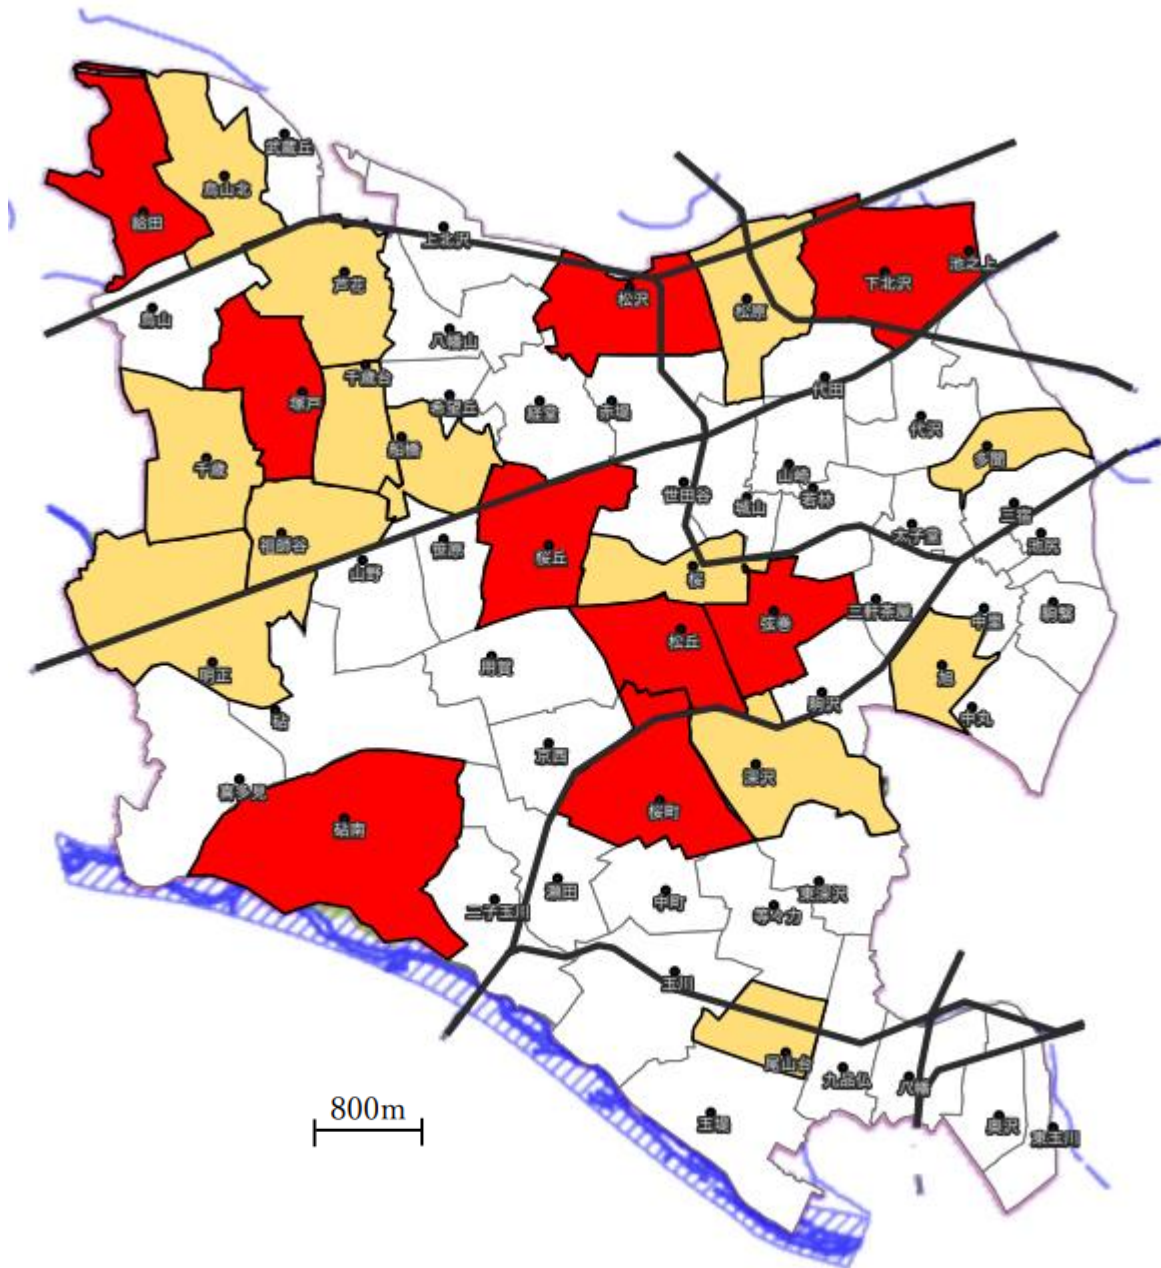 武蔵丘
烏山北
給田
上北沢
池之上
芦花
下北沢
松沢
松原
烏山
八幡山
千歳台
代田
塚戸
希望丘
経堂
赤堤
代沢
船橋
多聞
千歳
山崎
世田谷
若林
城山
三宿
太子堂
池尻
祖師谷
笹原
桜丘
山野
桜
弦巻
三軒茶屋
駒繋
中里
松丘
用賀
明正
旭
駒沢
砧
中丸
京西
深沢
喜多見
桜町
砧南
瀬田
東深沢
中町
二子玉川
等々力
玉川
尾山台
九品仏
八幡
800m
玉堤
奥沢
東玉川